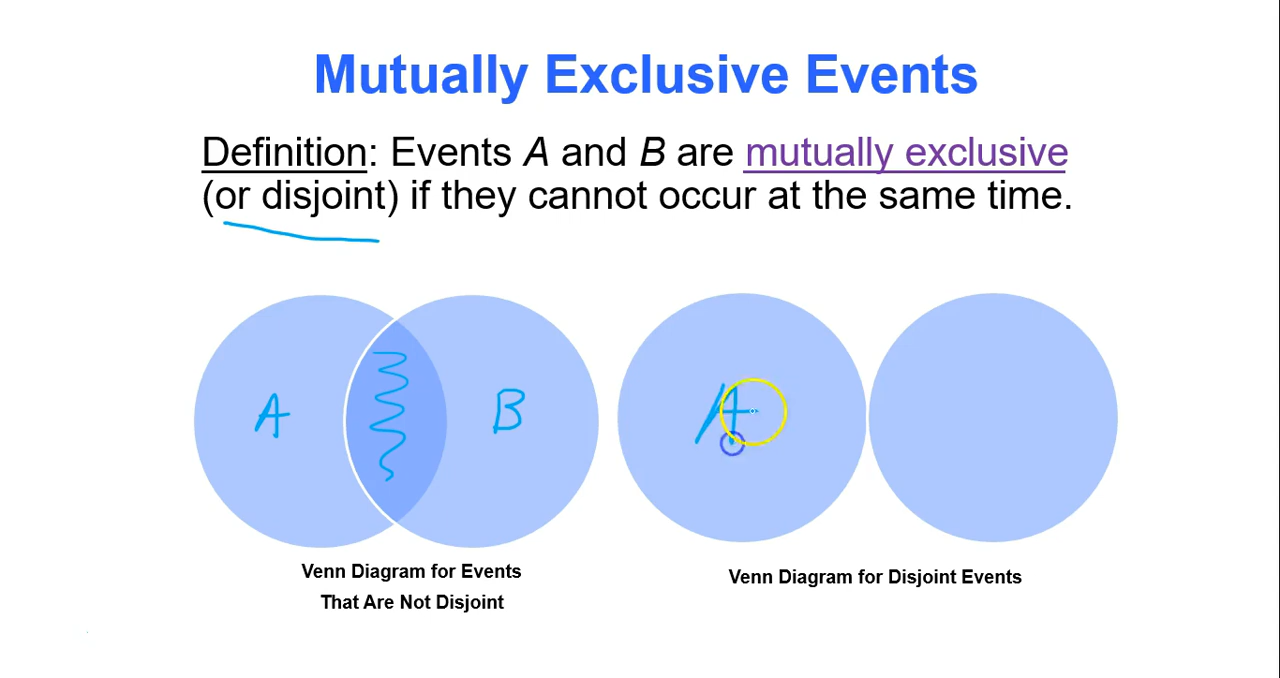 Mutually Exclusive Events
Definition: Events A and B are mutually exclusive
(or disjoint) if they cannot occur at the same time.
A B
A
Venn Diagram for Events
That Are Not Disjoint
Venn Diagram for Disjoint Events